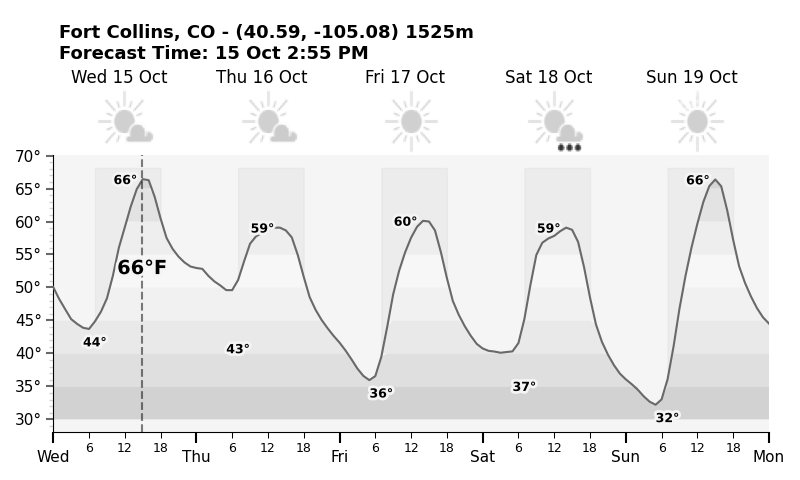 Fort Collins, CO - (40.59, -105.08) 1525m
Forecast Time: 15 Oct 2:55 PM
Wed 15 Oct Thu 16 Oct Fri 17 Oct Sat 18 Oct Sun 19 Oct
70°
65°
60°
55°
50°
45°
40°
35°
30°
66° 59° 60° 59° 66°
66°F
44° 43° 36° 37° 32°
6 12 18 6 12 18 6 12 18 6 12 18 6 12 18
Wed Thu Fri Sat Sun Mon